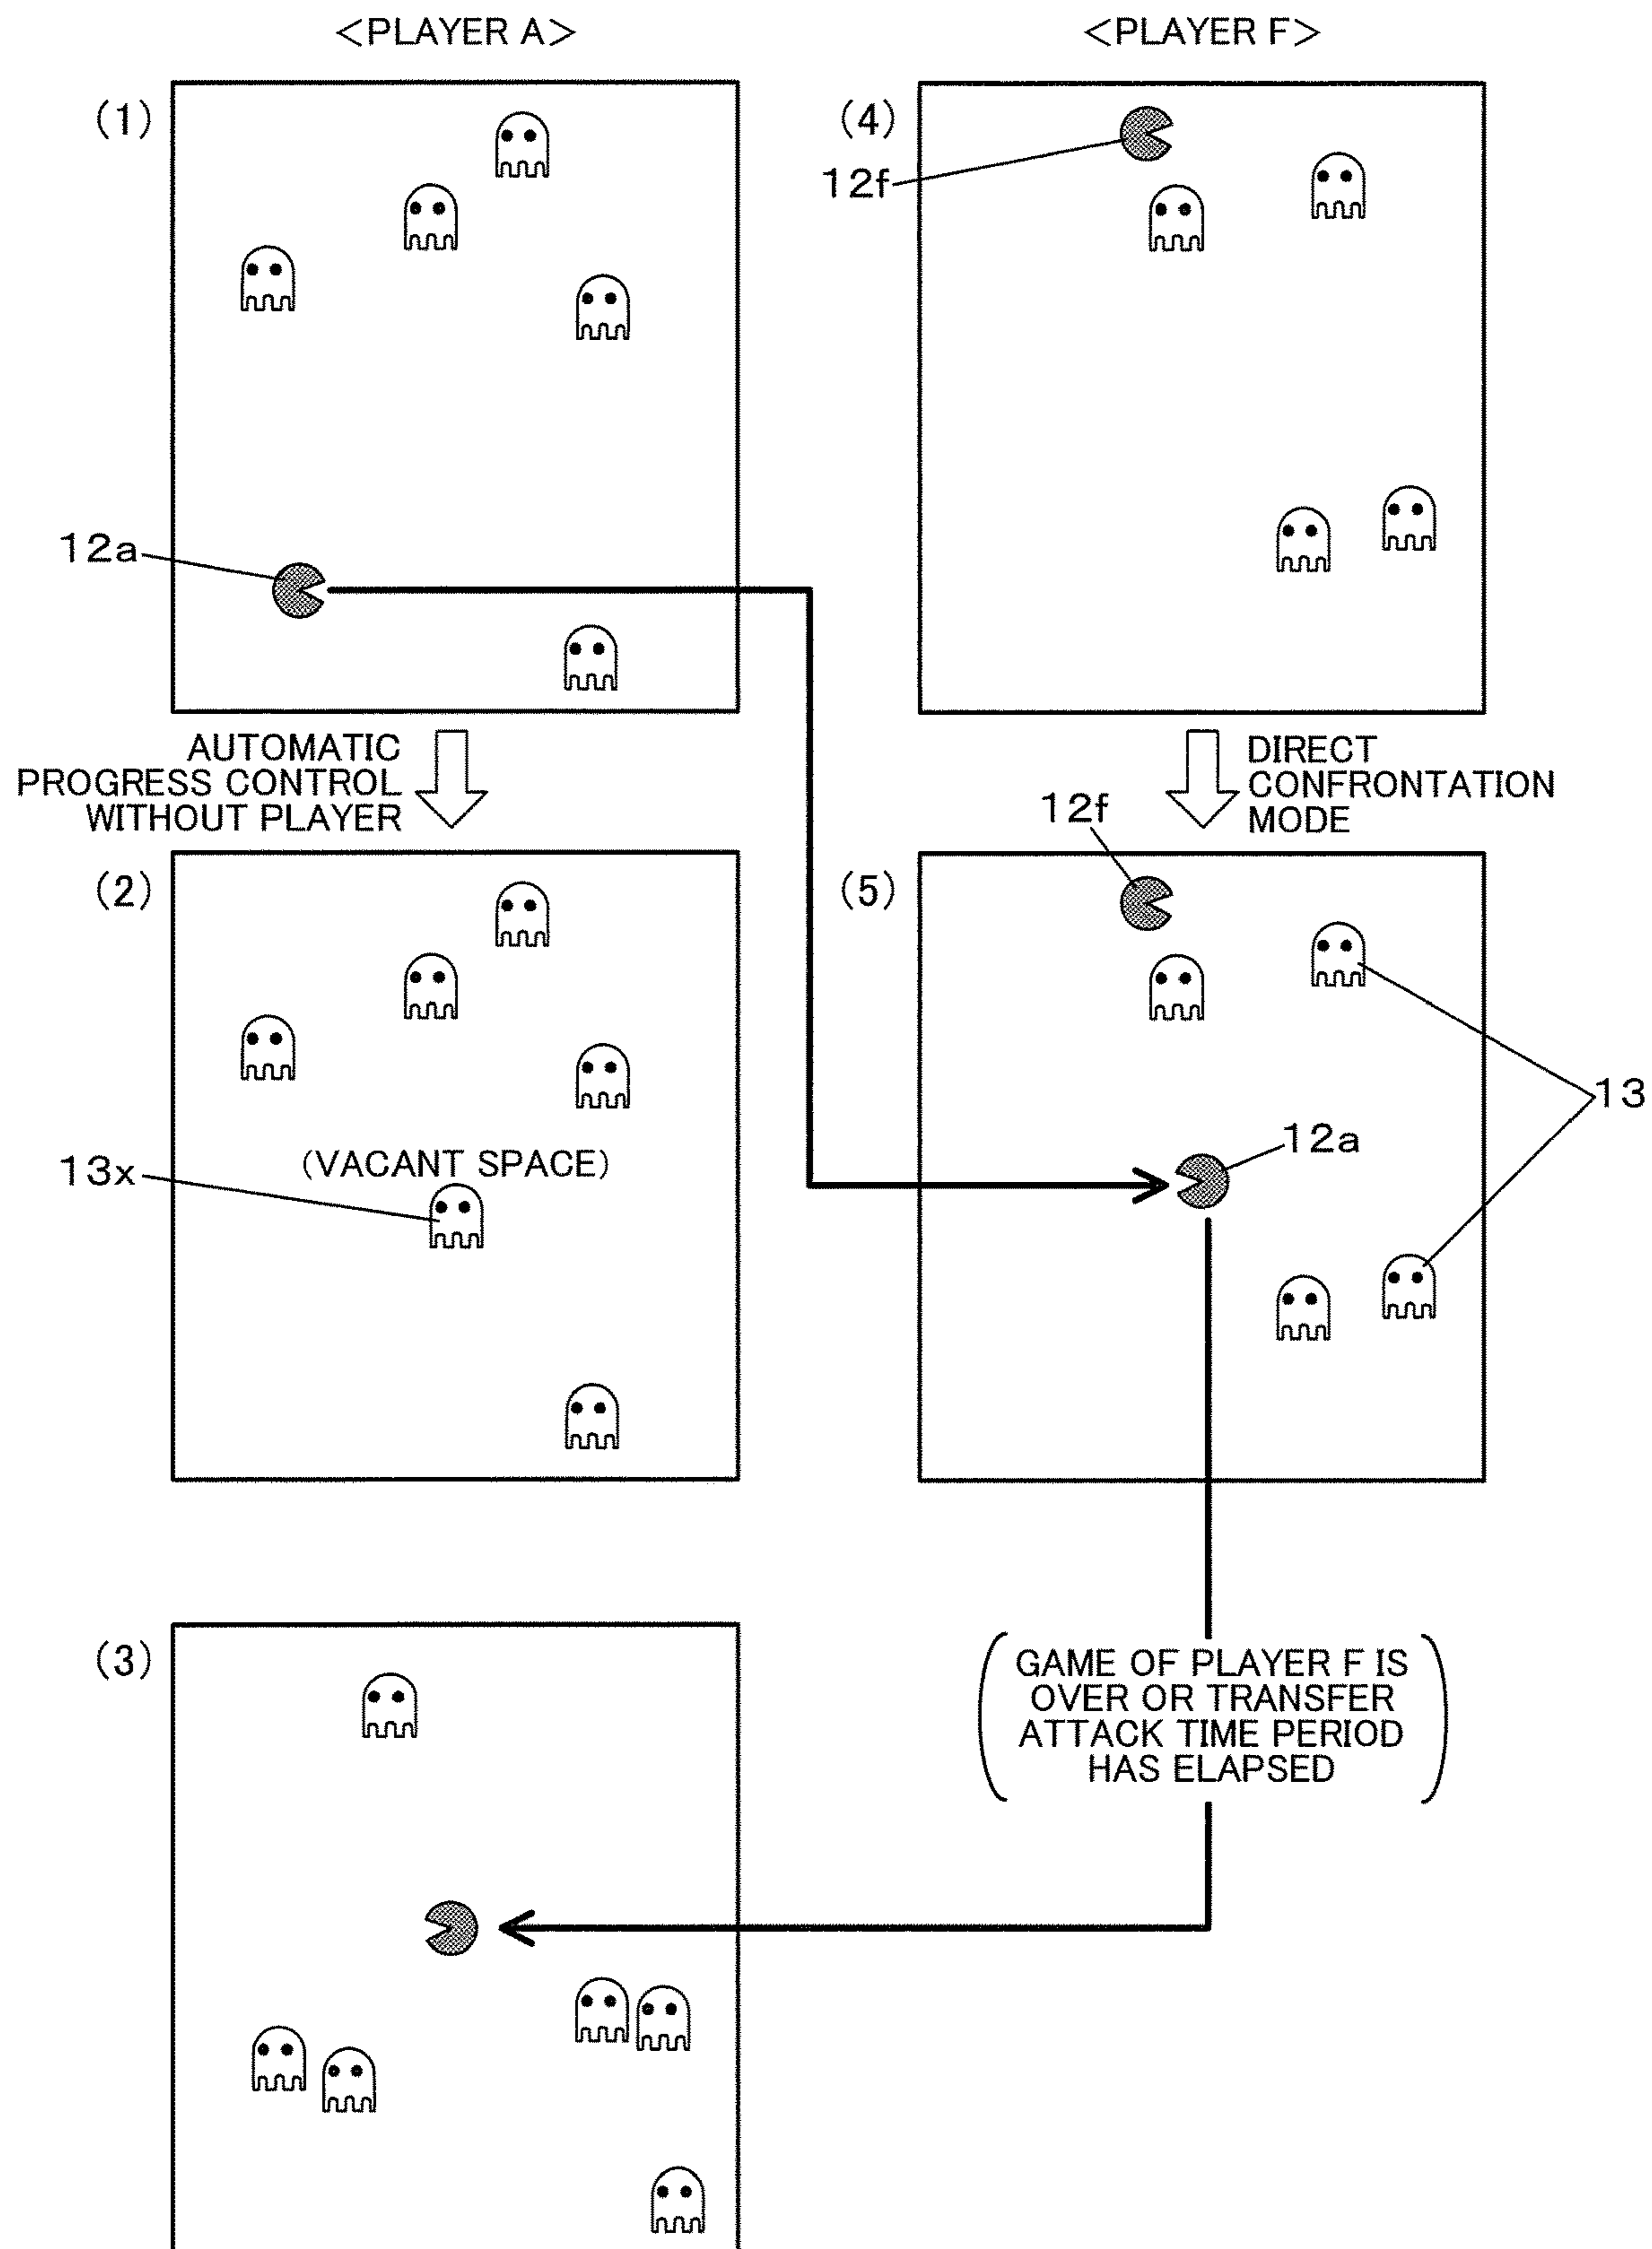 <PLAYER A>
<PLAYER F>
(1)
(4)
12f
12a
AUTOMATIC
PROGRESS CONTROL
WITHOUT PLAYER
DIRECT
CONFRONTATION
MODE
12f
(2)
(5)
13
12a
(VACANT SPACE)
13x
(3)
GAME OF PLAYER F IS
OVER OR TRANSFER
ATTACK TIME PERIOD
HAS ELAPSED